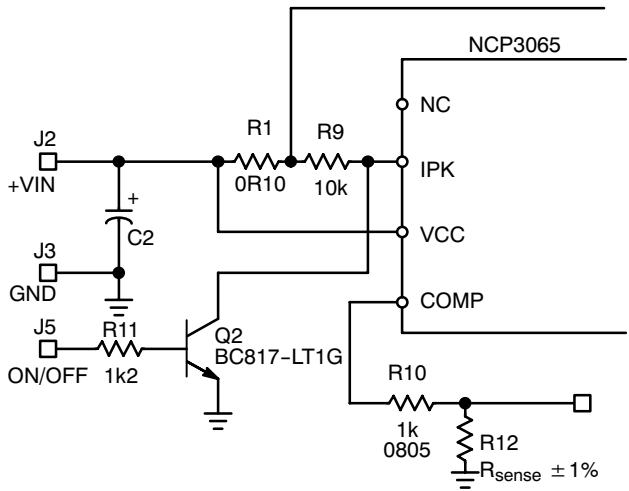 NCP3065
NC
J2
R1
R9
+VIN
0R10
10k
IPK
+
C2
VCC
J3
GND
COMP
J5
R11
Q2
BC817-LT1G
ON/OFF
1k2
R10
1k
0805
R12
Rsense ±1%